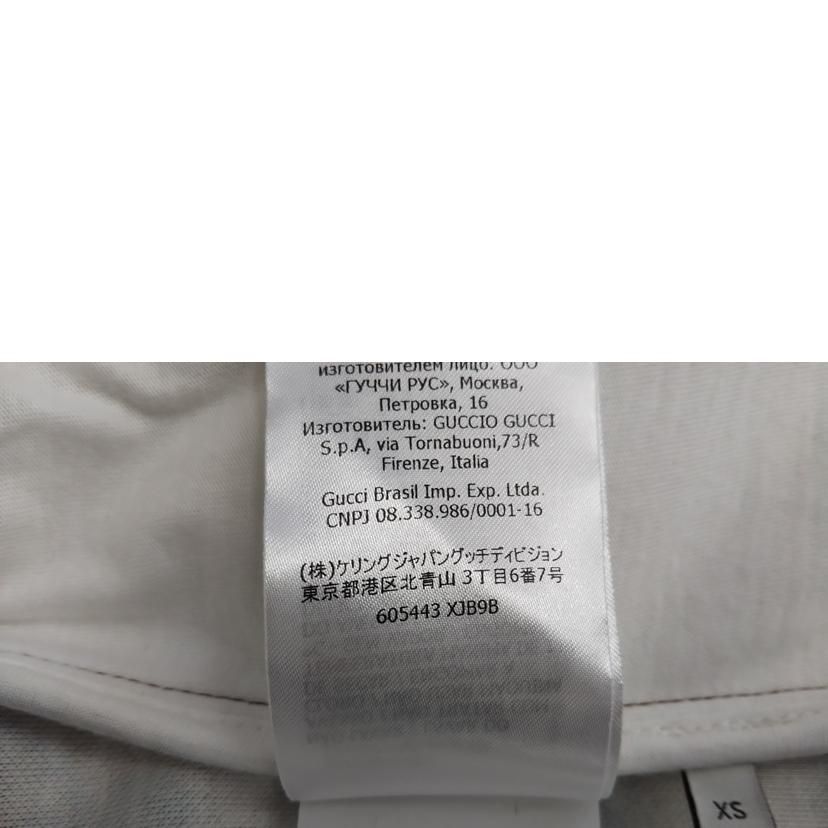 изготовителем лицо: ООО
«ГУЧЧИ РУС», Москва,
Петровка, 16
Изготовитель: GUCCIO GUCCI
S.p.A, via Tornabuoni,73/R
Firenze, Italia
Gucci Brasil Imp. Exp. Ltda.
CNPJ 08.338.986/0001-16
(株)ケリングジャパングッチディビジョン
東京都港区北青山 3丁目6番7号
605443 XJB9B
XS